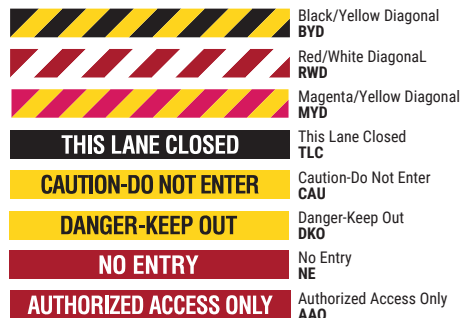 Black/Yellow Diagonal
BYD
Red/White DiagonaL
RWD
Magenta/Yellow Diagonal
MYD
THIS LANE CLOSED
This Lane Closed
TLC
CAUTION-DO NOT ENTER
Caution-Do Not Enter
CAU
DANGER-KEEP OUT
Danger-Keep Out
DKO
NO ENTRY
No Entry
NE
AUTHORIZED ACCESS ONLY
Authorized Access Only
AAO